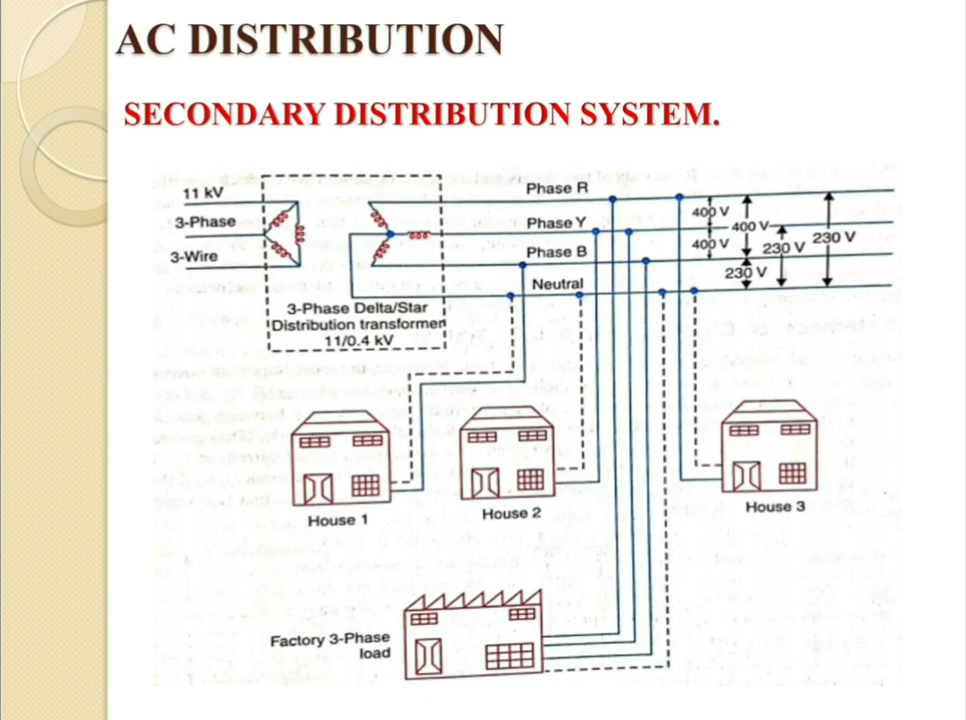 AC DISTRIBUTION
SECONDARY DISTRIBUTION SYSTEM.
11 kV
3-Phase
3-Wire
3-Phase Delta/Star
Distribution transformer
11/0.4 kV
Phase R
Phase Y
Phase B
Neutral
400 V
400 V
400 V
230 V
230 V
230 V
House 1
House 2
House 3
Factory 3-Phase
load